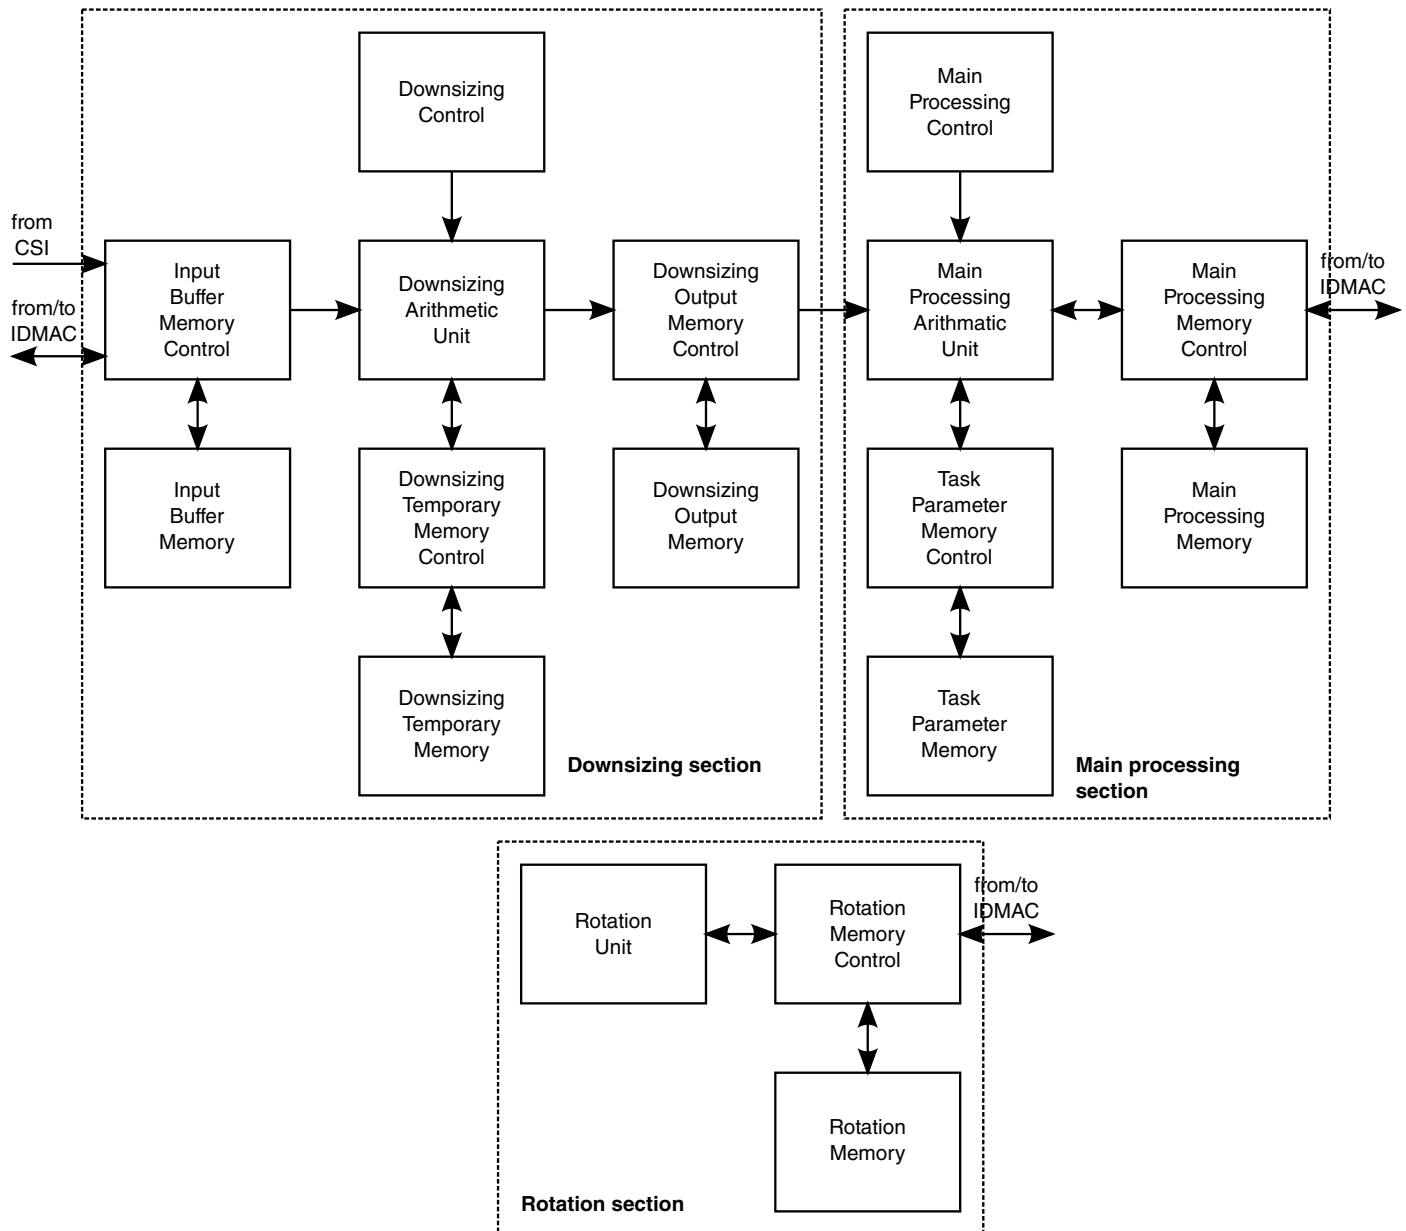 Downsizing
Control
Main
Processing
Control
from
CSI
from/to
IDMAC
Input
Buffer
Memory
Control
Downsizing
Arithmetic
Unit
Downsizing
Output
Memory
Control
Main
Processing
Arithmatic
Unit
Main
Processing
Memory
Control
from/to
IDMAC
Input
Buffer
Memory
Downsizing
Temporary
Memory
Control
Downsizing
Output
Memory
Task
Parameter
Memory
Control
Main
Processing
Memory
Downsizing
Temporary
Memory
Downsizing section
Task
Parameter
Memory
Main processing
section
Rotation
Unit
Rotation
Memory
Control
from/to
IDMAC
Rotation
Memory
Rotation section